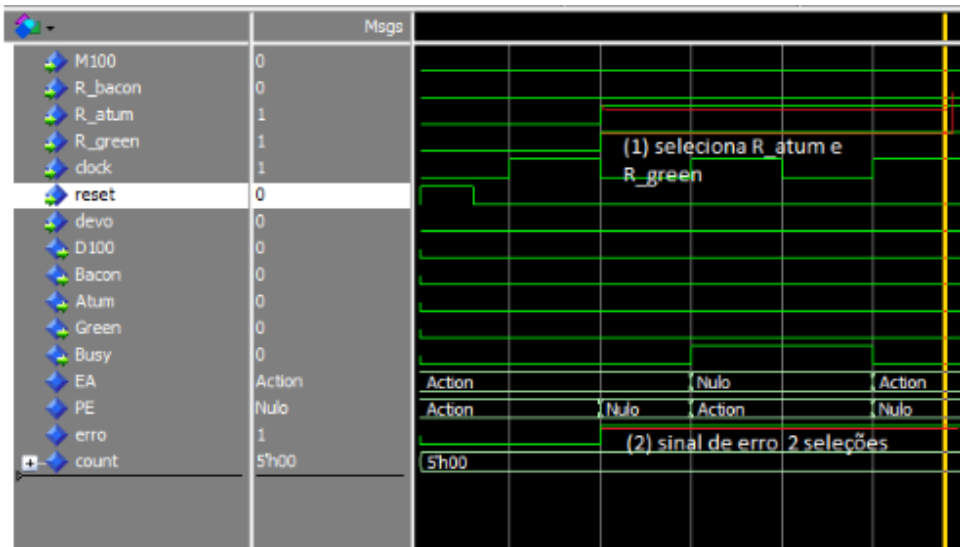 Msgs
M100 0
R_bacon 0
R_atum 1
R_green 1
(1) seleciona R_atum e
R_green
clock 1
reset 0
devo 0
D100 0
Bacon 0
Atum 0
Green 0
Busy 0
EA Action Action Nulo Action
PE Nulo Action Nulo Action Nulo
erro 1
(2) sinal de erro 2 seleções
count 5'h00 5'h00